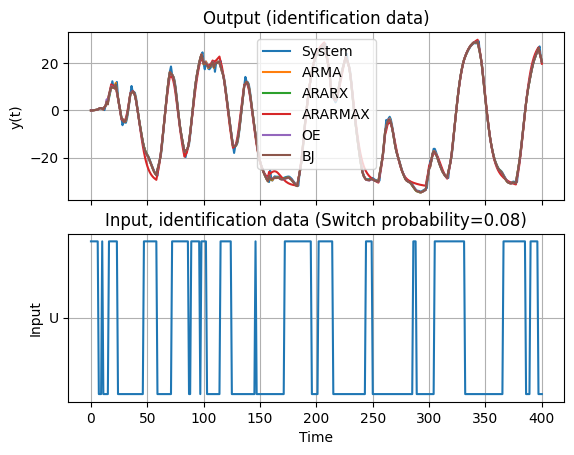 Output (identification data)
20
0
−20
y(t)
System
ARMA
ARARX
ARARMAX
OE
BJ
Input, identification data (Switch probability=0.08)
U
Input
0
50
100
150
200
250
300
350
400
Time